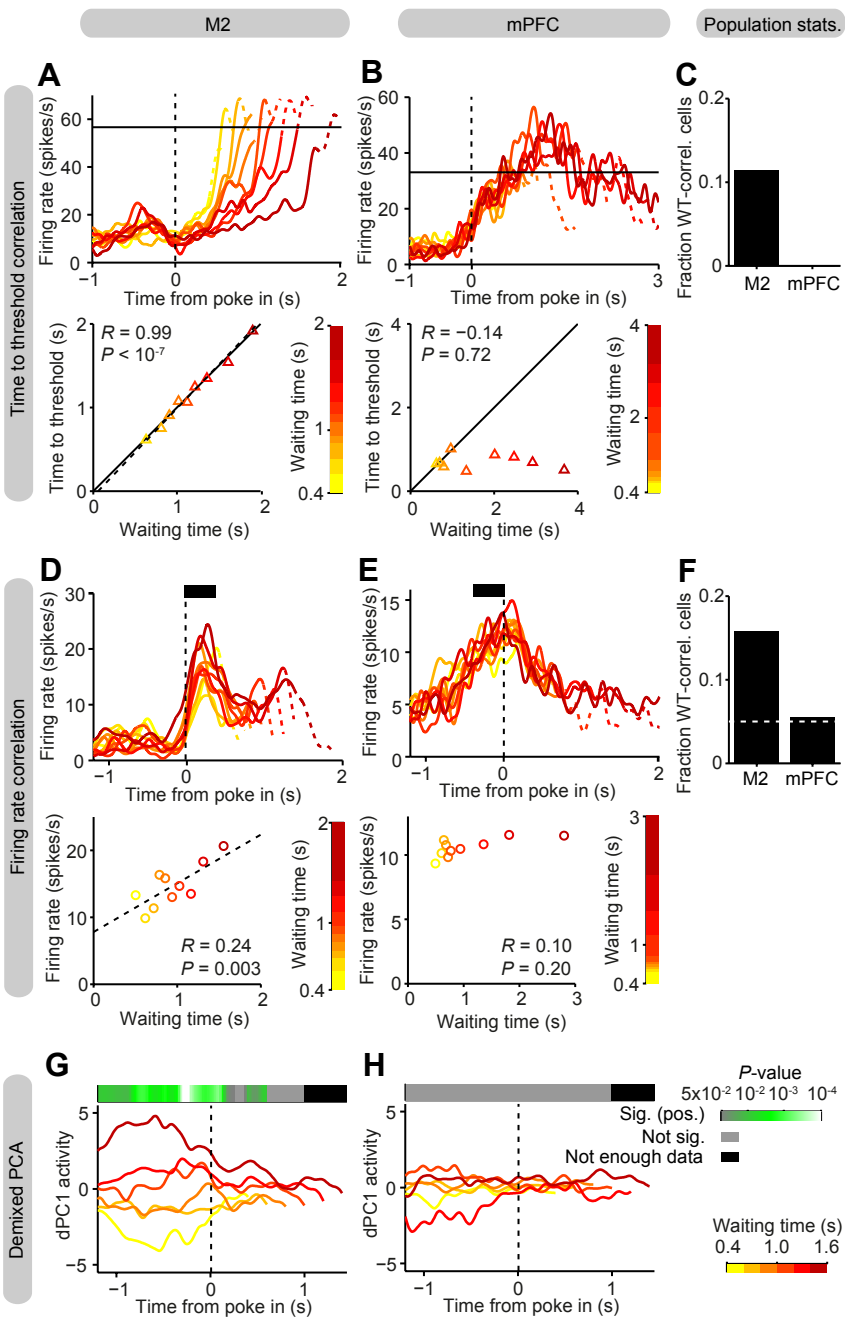 M2
mPFC
Population stats.
Time to threshold correlation
A
Firing rate (spikes/s)
60
40
20
0
−1
0
2
Time from poke in (s)
B
Firing rate (spikes/s)
60
40
20
0
−1
0
3
Time from poke in (s)
C
Fraction WT-correl. cells
0.2
0.1
0
M2
mPFC
Time to threshold (s)
2
1
0
0
1
2
Waiting time (s)
R = 0.99
P < 10-7
Waiting time (s)
2
1
0.4
Time to threshold (s)
4
2
0
0
2
4
Waiting time (s)
R = −0.14
P = 0.72
Waiting time (s)
4
2
0.4
Firing rate correlation
D
Firing rate (spikes/s)
30
20
10
0
−1
0
2
Time from poke in (s)
E
Firing rate (spikes/s)
15
10
5
0
−1
0
2
Time from poke in (s)
F
Fraction WT-correl. cells
0.2
0.1
0
M2
mPFC
Firing rate (spikes/s)
20
10
0
0
1
2
Waiting time (s)
R = 0.24
P = 0.003
Waiting time (s)
2
1
0.4
Firing rate (spikes/s)
10
5
0
0
1
2
3
Waiting time (s)
R = 0.10
P = 0.20
Waiting time (s)
3
1
0.4
Demixed PCA
G
dPC1 activity
5
0
−5
−1
0
1
Time from poke in (s)
H
dPC1 activity
5
0
−5
−1
0
1
Time from poke in (s)
P-value
5x10-2 10-2 10-3 10-4
Sig. (pos.)
Not sig.
Not enough data
Waiting time (s)
0.4 1.0 1.6